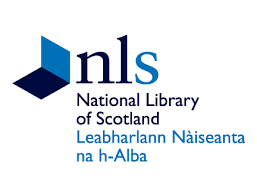 nls
National Library
of Scotland
Leabharlann Nàiseanta
na h-Alba